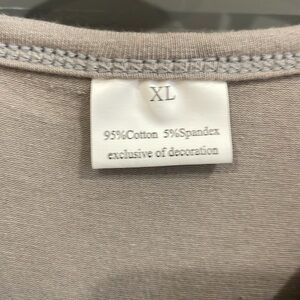 XL
95%Cotton 5%Spandex
exclusive of decoration